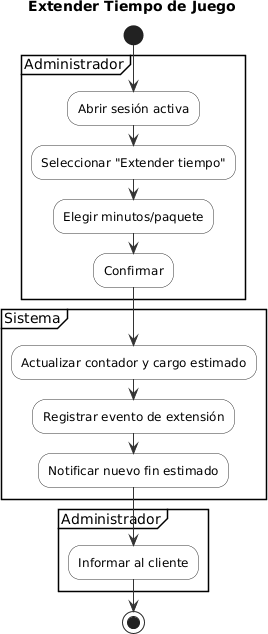 Extender Tiempo de Juego
Administrador
Abrir sesión activa
Seleccionar "Extender tiempo"
Elegir minutos/paquete
Confirmar
Sistema
Actualizar contador y cargo estimado
Registrar evento de extensión
Notificar nuevo fin estimado
Administrador
Informar al cliente